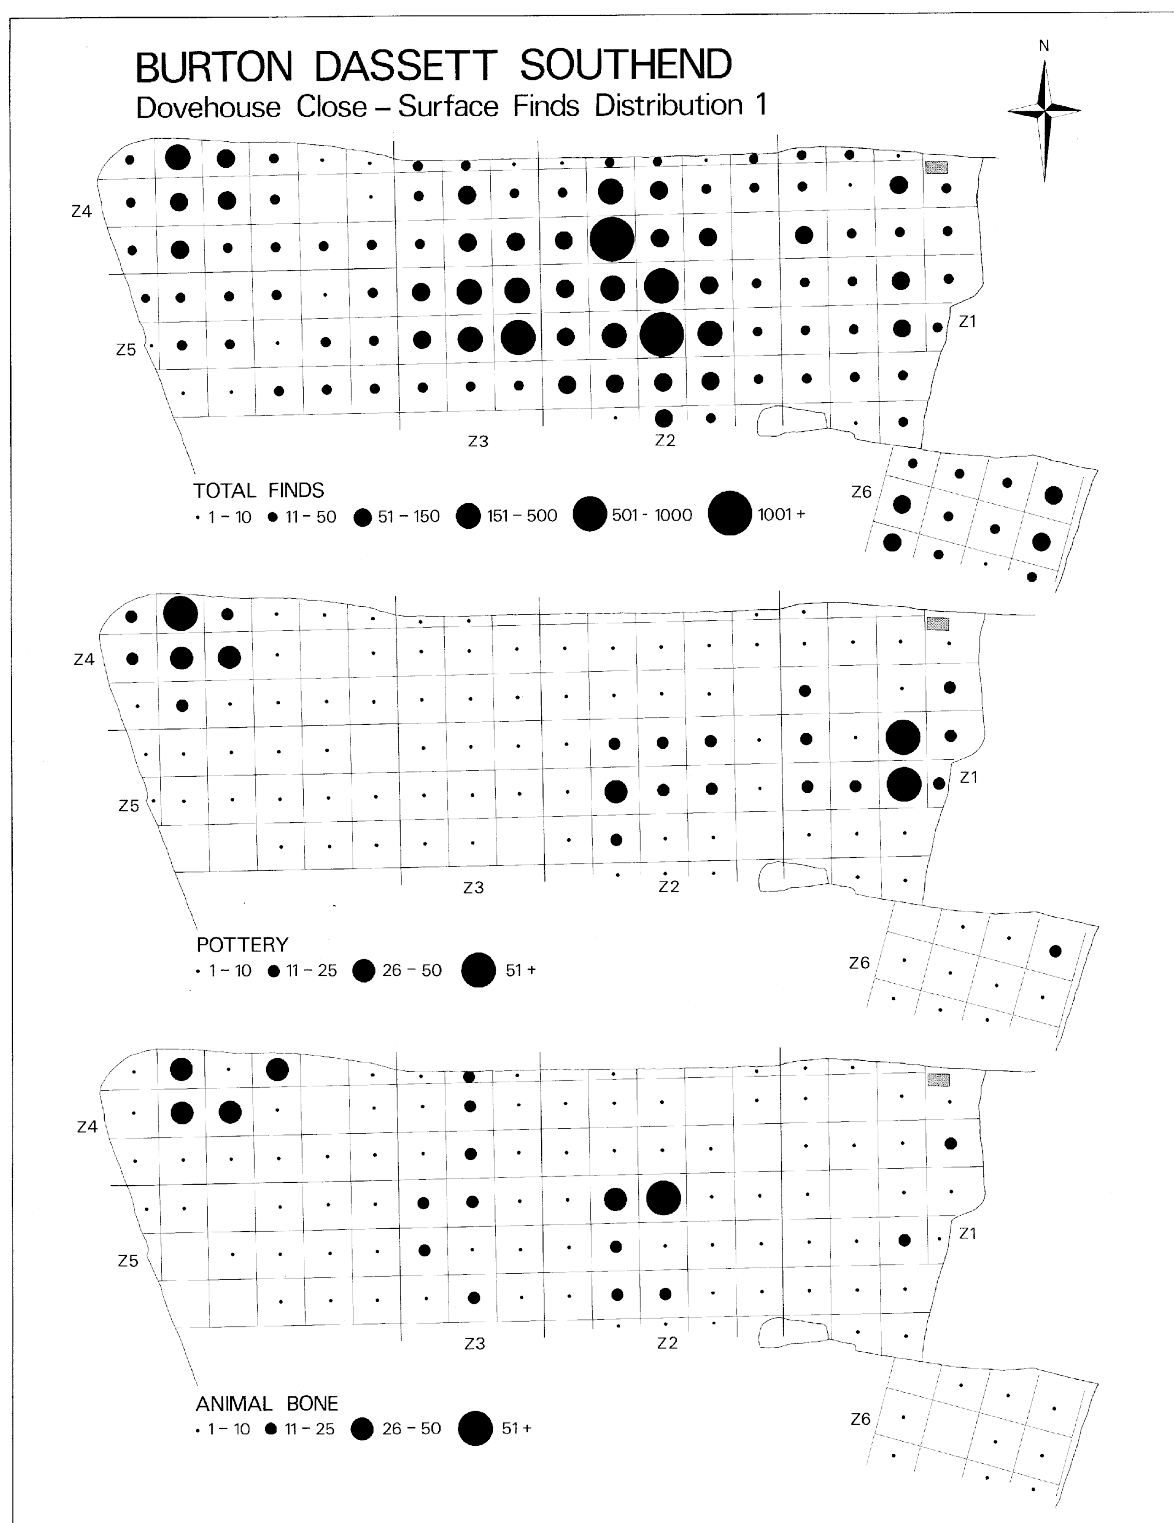 BURTON DASSETT SOUTHEND
Dovehouse Close – Surface Finds Distribution 1
N
Z4
Z5
Z1
Z3
Z2
Z6
TOTAL FINDS
1 – 10 11 – 50 51 – 150 151 – 500 501 - 1000 1001 +
Z4
Z5
Z1
Z3
Z2
Z6
POTTERY
1 – 10 11 – 25 26 – 50 51 +
Z4
Z5
Z1
Z3
Z2
Z6
ANIMAL BONE
1 – 10 11 – 25 26 – 50 51 +